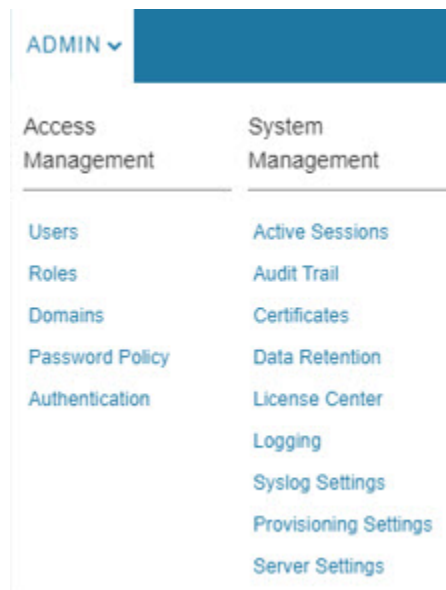 ADMIN
Access
Management
Users
Roles
Domains
Password Policy
Authentication
System
Management
Active Sessions
Audit Trail
Certificates
Data Retention
License Center
Logging
Syslog Settings
Provisioning Settings
Server Settings